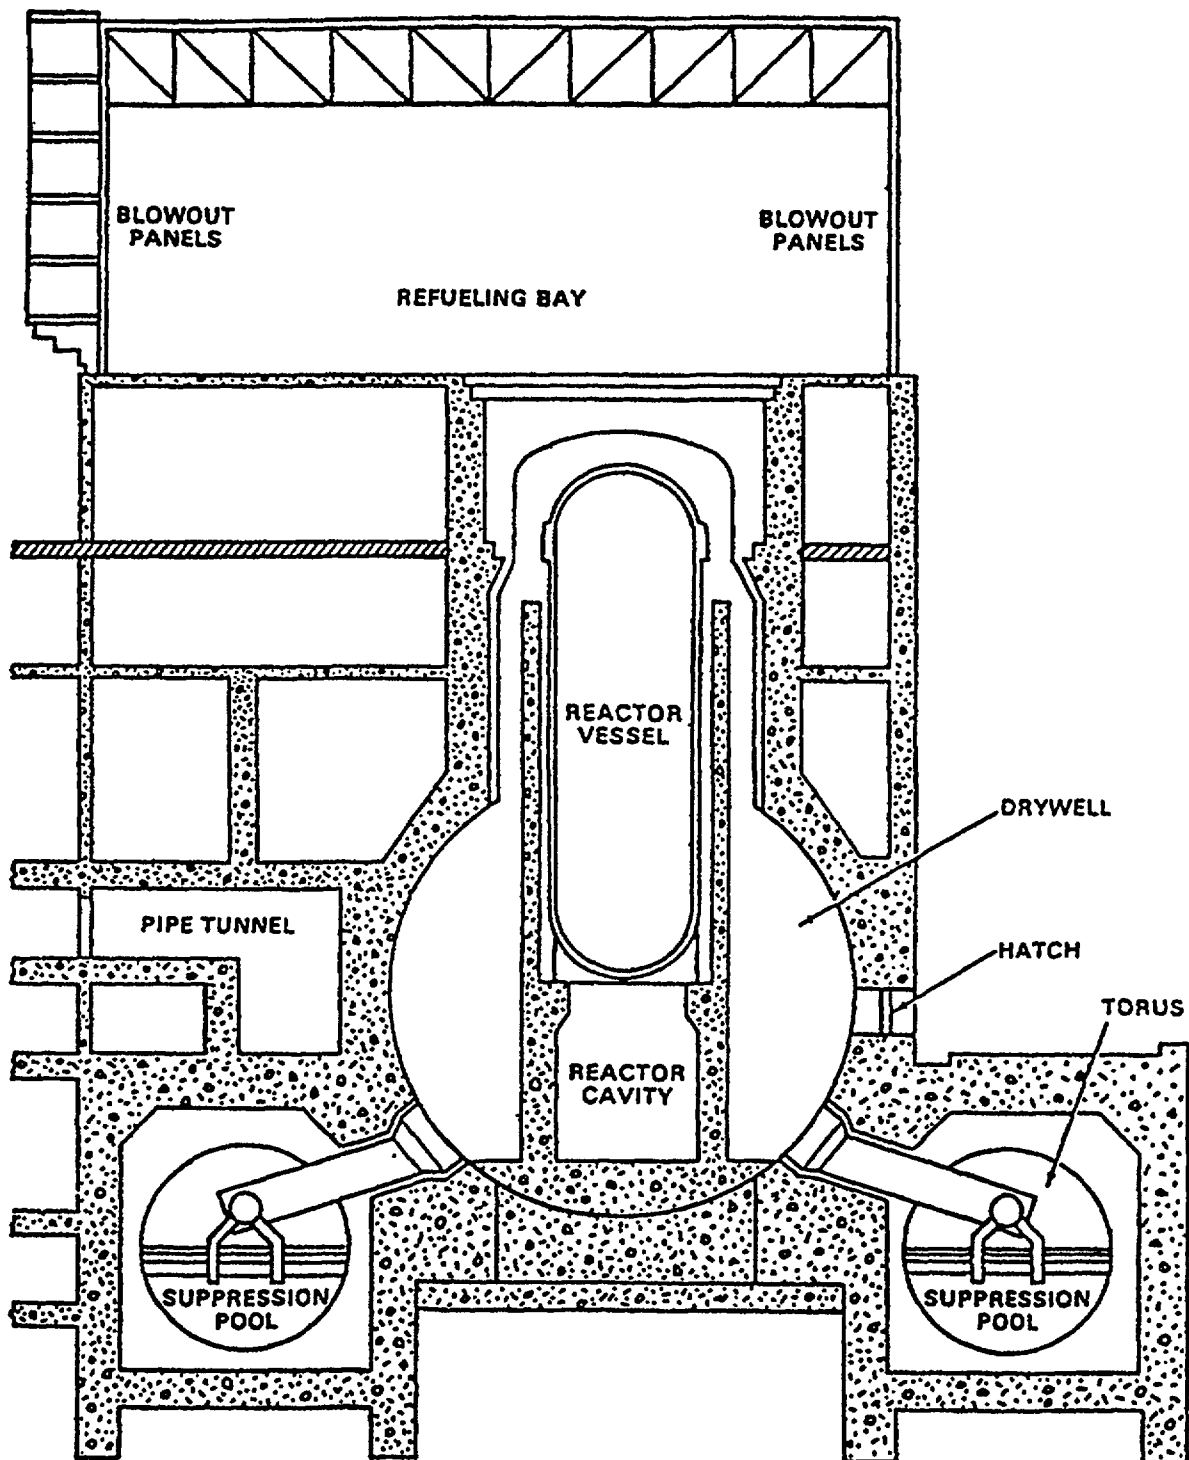 BLOWOUT
PANELS
BLOWOUT
PANELS
REFUELING BAY
REACTOR
VESSEL
DRYWELL
PIPE TUNNEL
HATCH
TORUS
REACTOR
CAVITY
SUPPRESSION
POOL
SUPPRESSION
POOL